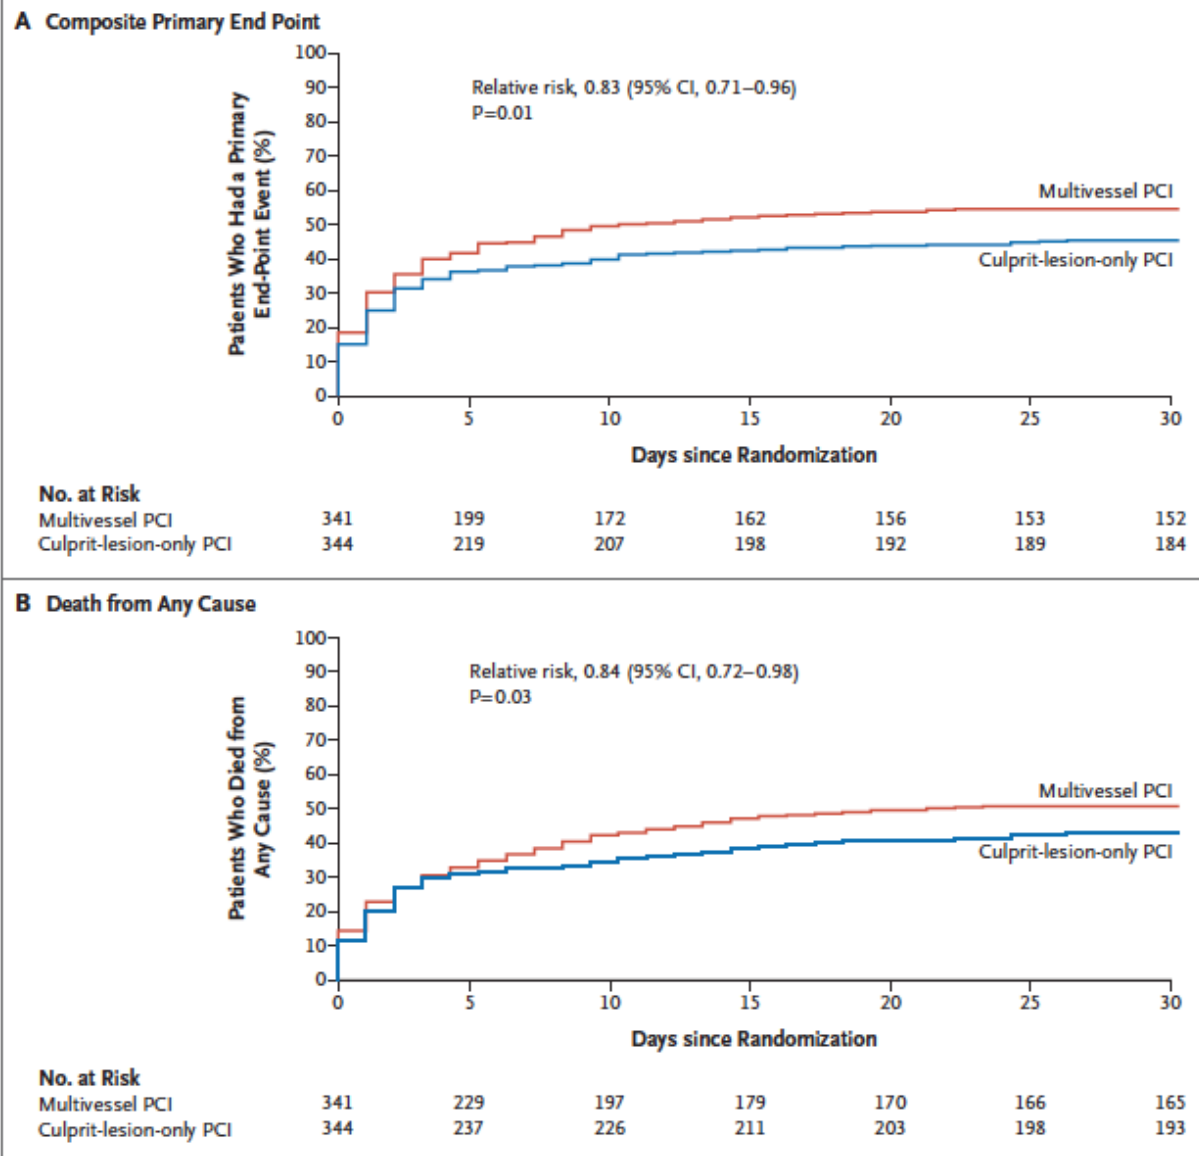 A Composite Primary End Point
Patients Who Had a Primary
End-Point Event (%)
100
90
80
70
60
50
40
30
20
10
0
Relative risk, 0.83 (95% CI, 0.71–0.96)
P=0.01
Multivessel PCI
Culprit-lesion-only PCI
0 5 10 15 20 25 30
Days since Randomization
No. at Risk
Multivessel PCI 341 199 172 162 156 153 152
Culprit-lesion-only PCI 344 219 207 198 192 189 184
B Death from Any Cause
Patients Who Died from
Any Cause (%)
100
90
80
70
60
50
40
30
20
10
0
Relative risk, 0.84 (95% CI, 0.72–0.98)
P=0.03
Multivessel PCI
Culprit-lesion-only PCI
0 5 10 15 20 25 30
Days since Randomization
No. at Risk
Multivessel PCI 341 229 197 179 170 166 165
Culprit-lesion-only PCI 344 237 226 211 203 198 193